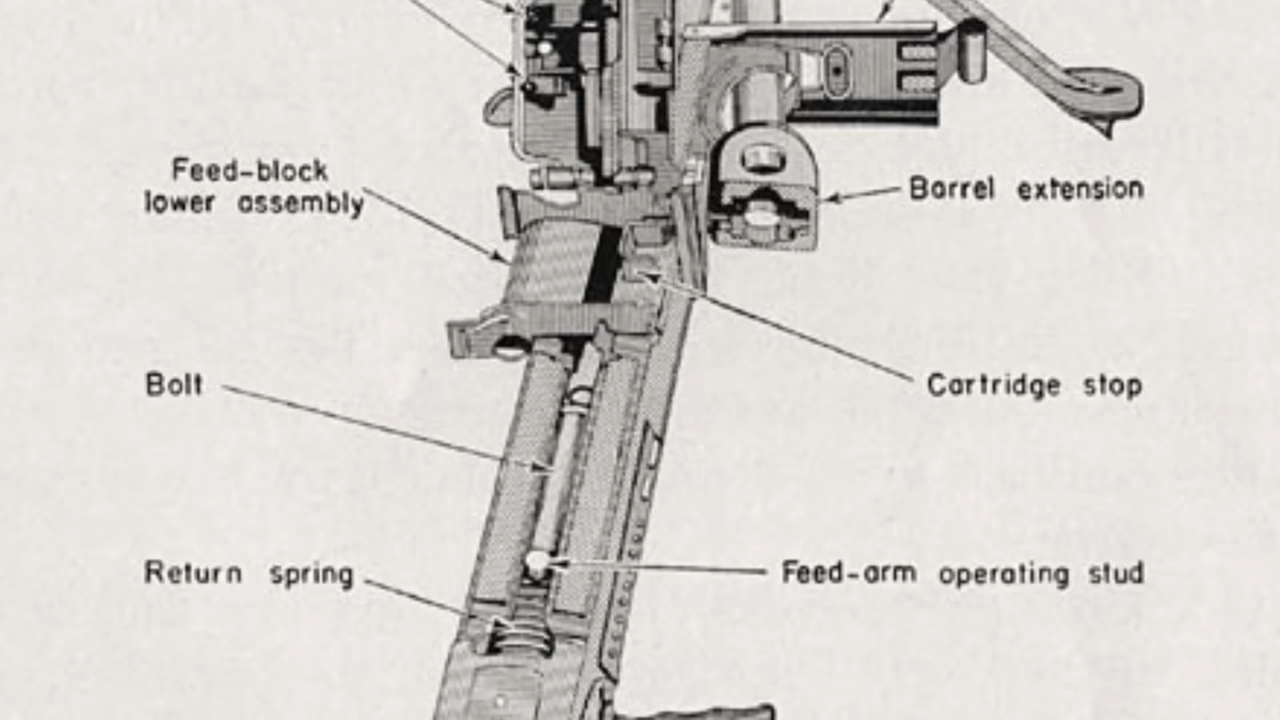 Feed-block
lower assembly
Barrel extension
Bolt
Cartridge stop
Return spring
Feed-arm operating stud